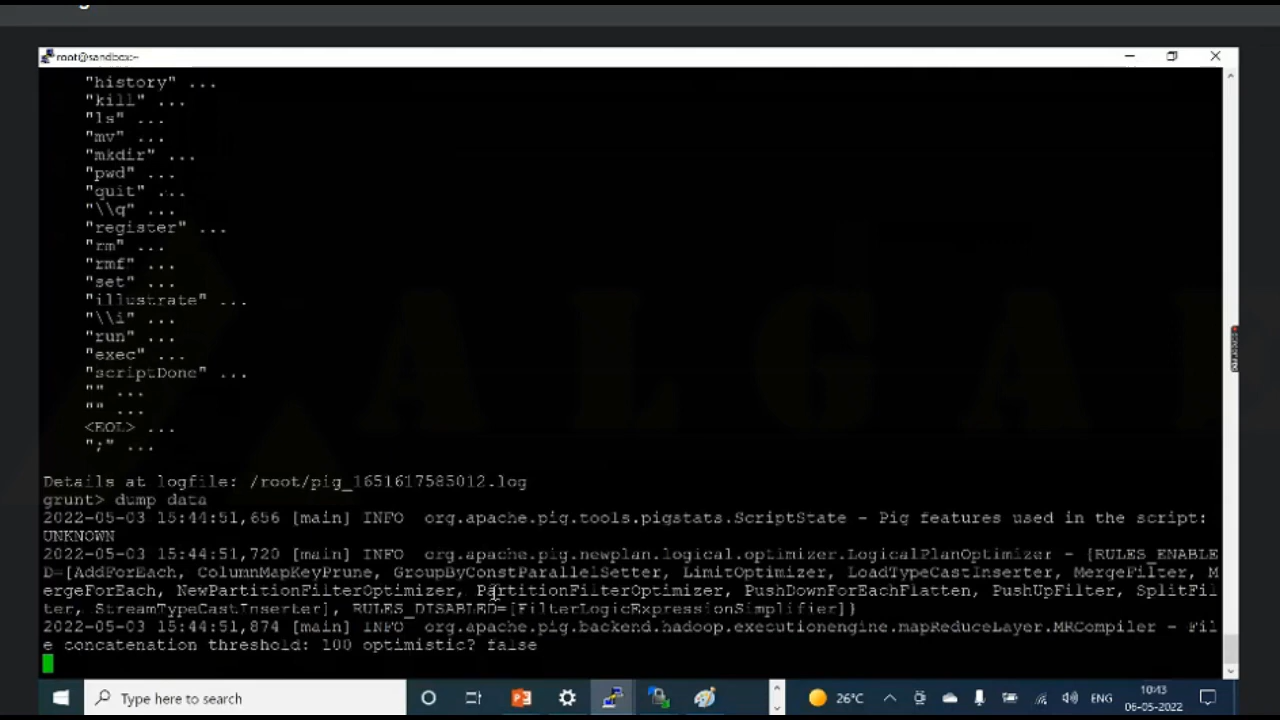 root@sandbox:~
"history" ...
"kill" ...
"ls" ...
"mv" ...
"mkdir" ...
"pwd" ...
"quit" ...
"\\q" ...
"register" ...
"rm" ...
"rmf" ...
"set" ...
"illustrate" ...
"\\i" ...
"run" ...
"exec" ...
"scriptDone" ...
"" ...
"" ...
<EOL> ...
";" ...
Details at logfile: /root/pig_1651617585012.log
grunt> dump data
2022-05-03 15:44:51,656 [main] INFO  org.apache.pig.tools.pigstats.ScriptState - Pig features used in the script:
UNKNOWN
2022-05-03 15:44:51,720 [main] INFO  org.apache.pig.newplan.logical.optimizer.LogicalPlanOptimizer - {RULES_ENABLE
D=[AddForEach, ColumnMapKeyPrune, GroupByConstParallelSetter, LimitOptimizer, LoadTypeCastInserter, MergeFilter, M
ergeForEach, NewPartitionFilterOptimizer, PartitionFilterOptimizer, PushDownForEachFlatten, PushUpFilter, SplitFil
ter, StreamTypeCastInserter], RULES_DISABLED=[FilterLogicExpressionSimplifier]}
2022-05-03 15:44:51,874 [main] INFO  org.apache.pig.backend.hadoop.executionengine.mapReduceLayer.MRCompiler - Fil
e concatenation threshold: 100 optimistic? false
ALGA
Type here to search
26°C
ENG
10:43
06-05-2022